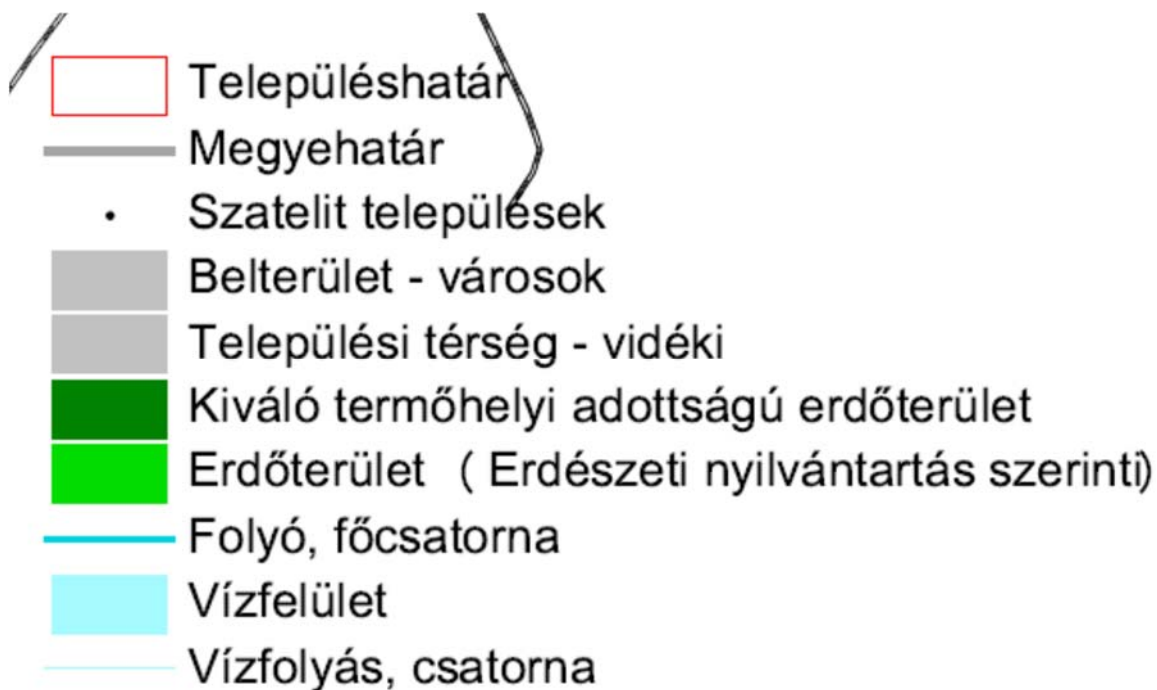 Településhatár
Megyehatár
Szatelit települések
Belterület - városok
Települési térség - vidéki
Kiváló termőhelyi adottságú erdőterület
Erdőterület ( Erdészeti nyilvántartás szerinti)
Folyó, főcsatorna
Vízfelület
Vízfolyás, csatorna